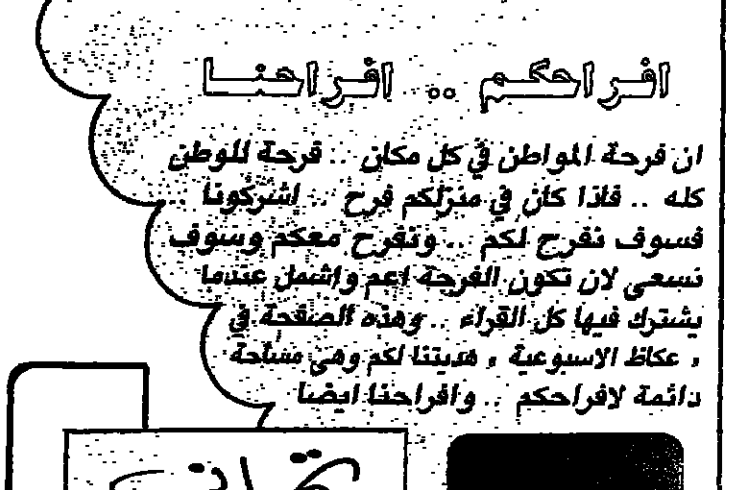 افراحكم .. افراحنا
ان فرحة المواطن في كل مكان .. فرحة للوطن
كله .. فاذا كان في منزلكم فرح .. اشركونا ..
فسوف نفرح لكم .. ونفرح معكم وسوف
نسعى لان تكون الفرحة اعم واشمل عندما
يشترك فيها كل القراء .. وهذه الصفحة في
« عكاظ الاسبوعية » هديتنا لكم وهي مساحة
دائمة لافراحكم .. وافراحنا ايضا